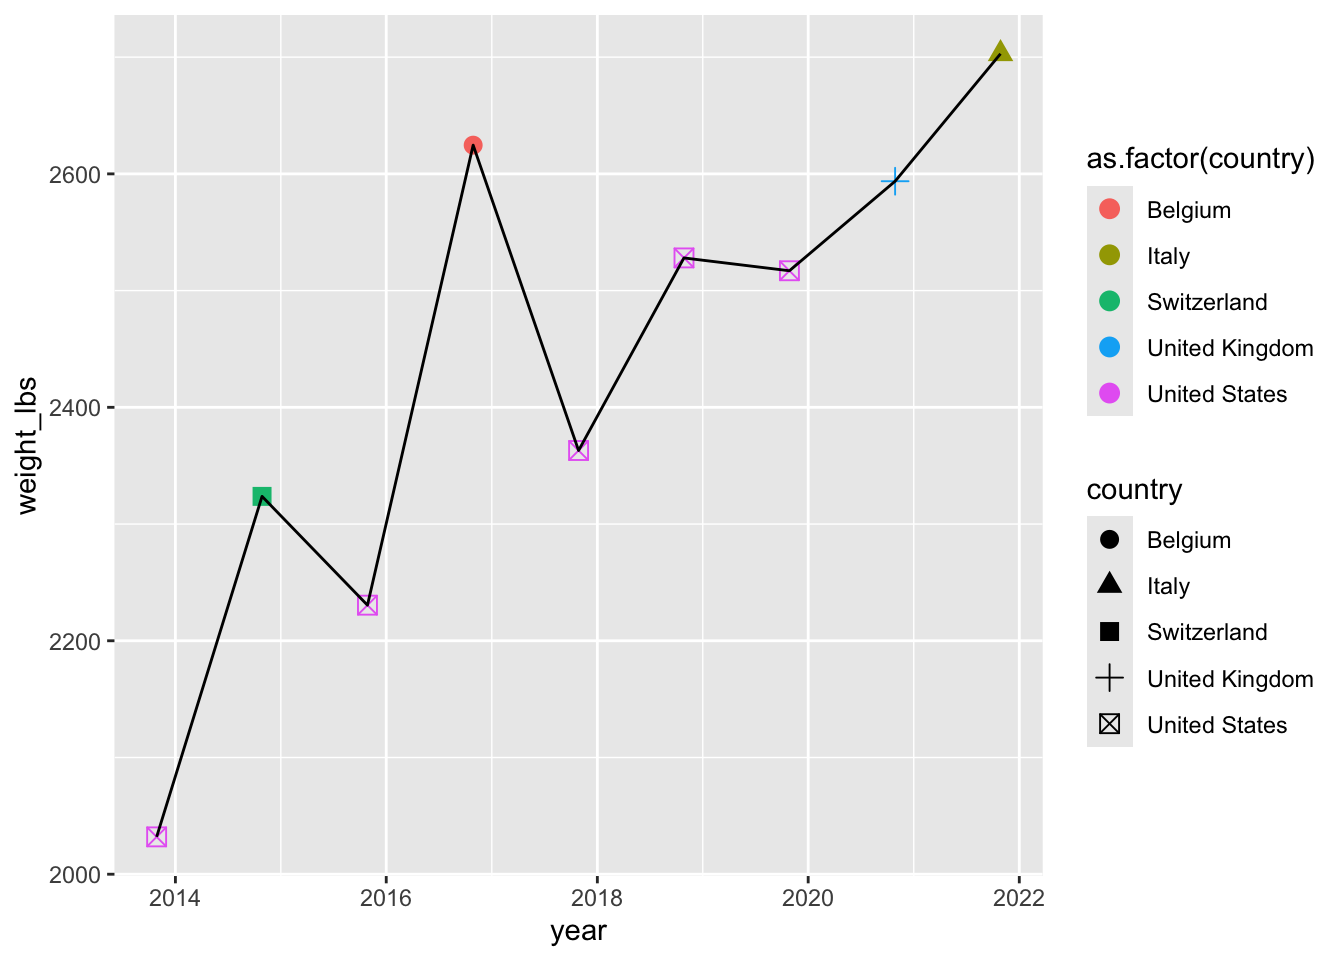 weight_lbs
2600
2400
2200
2000
2014 2016 2018 2020 2022
year
as.factor(country)
Belgium
Italy
Switzerland
United Kingdom
United States
country
Belgium
Italy
Switzerland
United Kingdom
United States